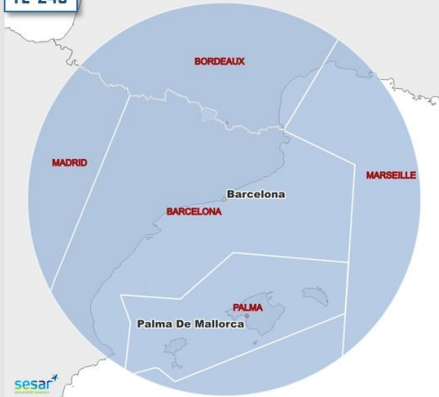 BORDEAUX
MADRID
MARSEILLE
Barcelona
BARCELONA
PALMA
Palma De Mallorca
sesar